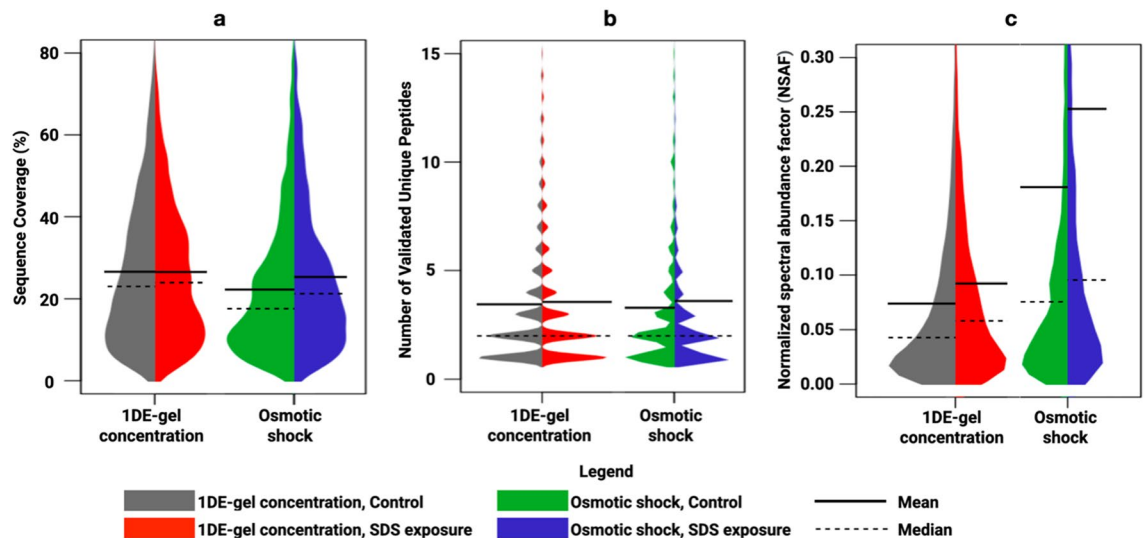 a
b
c
Sequence Coverage (%)
80
60
40
20
0
1DE-gel
concentration
Osmotic
shock
Number of Validated Unique Peptides
15
10
5
0
1DE-gel
concentration
Osmotic
shock
Normalized spectral abundance factor (NSAF)
0.30
0.25
0.20
0.15
0.10
0.05
0.00
1DE-gel
concentration
Osmotic
shock
Legend
1DE-gel concentration, Control
Osmotic shock, Control
Mean
1DE-gel concentration, SDS exposure
Osmotic shock, SDS exposure
Median